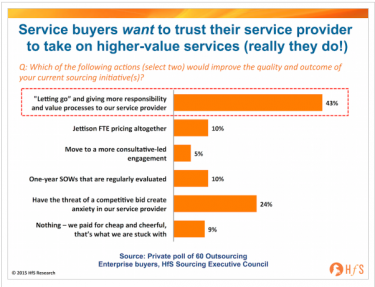 Service buyers want to trust their service provider
to take on higher-value services (really they do!)
Q: Which of the following actions (select two) would improve the quality and outcome of
your current sourcing initiative(s)?
"Letting go" and giving more responsibility
and value processes to our service provider
43%
Jettison FTE pricing altogether
10%
Move to a more consultative-led
engagement
5%
One-year SOWs that are regularly evaluated
10%
Have the threat of a competitive bid create
anxiety in our service provider
24%
Nothing – we paid for cheap and cheerful,
that's what we are stuck with
9%
Source: Private poll of 60 Outsourcing
Enterprise buyers, HfS Sourcing Executive Council
© 2015 HfS Research
HfS